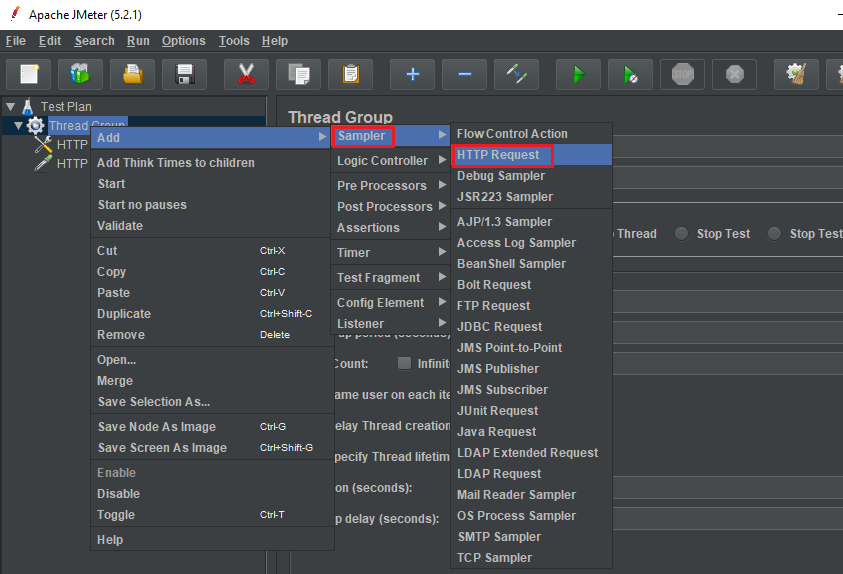 Apache JMeter (5.2.1)
File Edit Search Run Options Tools Help
STOP
Test Plan
Thread Group
HTTP
HTTP
Thread Group
Thread Stop Test Stop Test
up period (seconds)
Count: Infinite
ame user on each ite
elay Thread creation
pecify Thread lifetim
on (seconds):
p delay (seconds):
Add
Add Think Times to children
Start
Start no pauses
Validate
Cut Ctrl-X
Copy Ctrl-C
Paste Ctrl-V
Duplicate Ctrl+Shift-C
Remove Delete
Open...
Merge
Save Selection As...
Save Node As Image Ctrl-G
Save Screen As Image Ctrl+Shift-G
Enable
Disable
Toggle Ctrl-T
Help
Sampler
Logic Controller
Pre Processors
Post Processors
Assertions
Timer
Test Fragment
Config Element
Listener
Flow Control Action
HTTP Request
Debug Sampler
JSR223 Sampler
AJP/1.3 Sampler
Access Log Sampler
BeanShell Sampler
Bolt Request
FTP Request
JDBC Request
JMS Point-to-Point
JMS Publisher
JMS Subscriber
JUnit Request
Java Request
LDAP Extended Request
LDAP Request
Mail Reader Sampler
OS Process Sampler
SMTP Sampler
TCP Sampler